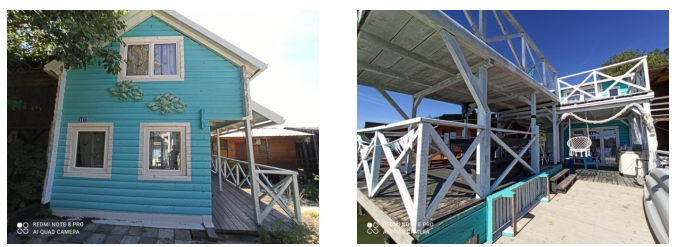 REDMI NOTE 8 PRO
AI QUAD CAMERA
REDMI NOTE 8 PRO
AI QUAD CAMERA